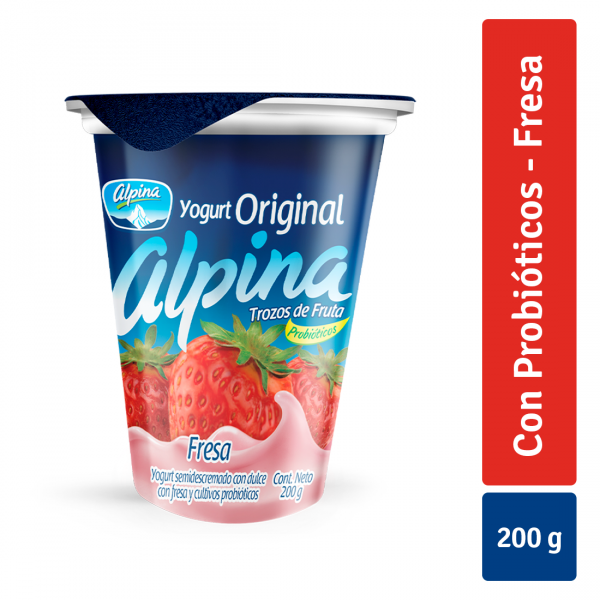 alpina
Yogurt Original
alpina
Trozos de Fruta
Probióticos
Fresa
Yogurt semidescremado con dulce
con fresa y cultivos probióticos
Cont. Neto
200 g
Con Probióticos - Fresa
200 g